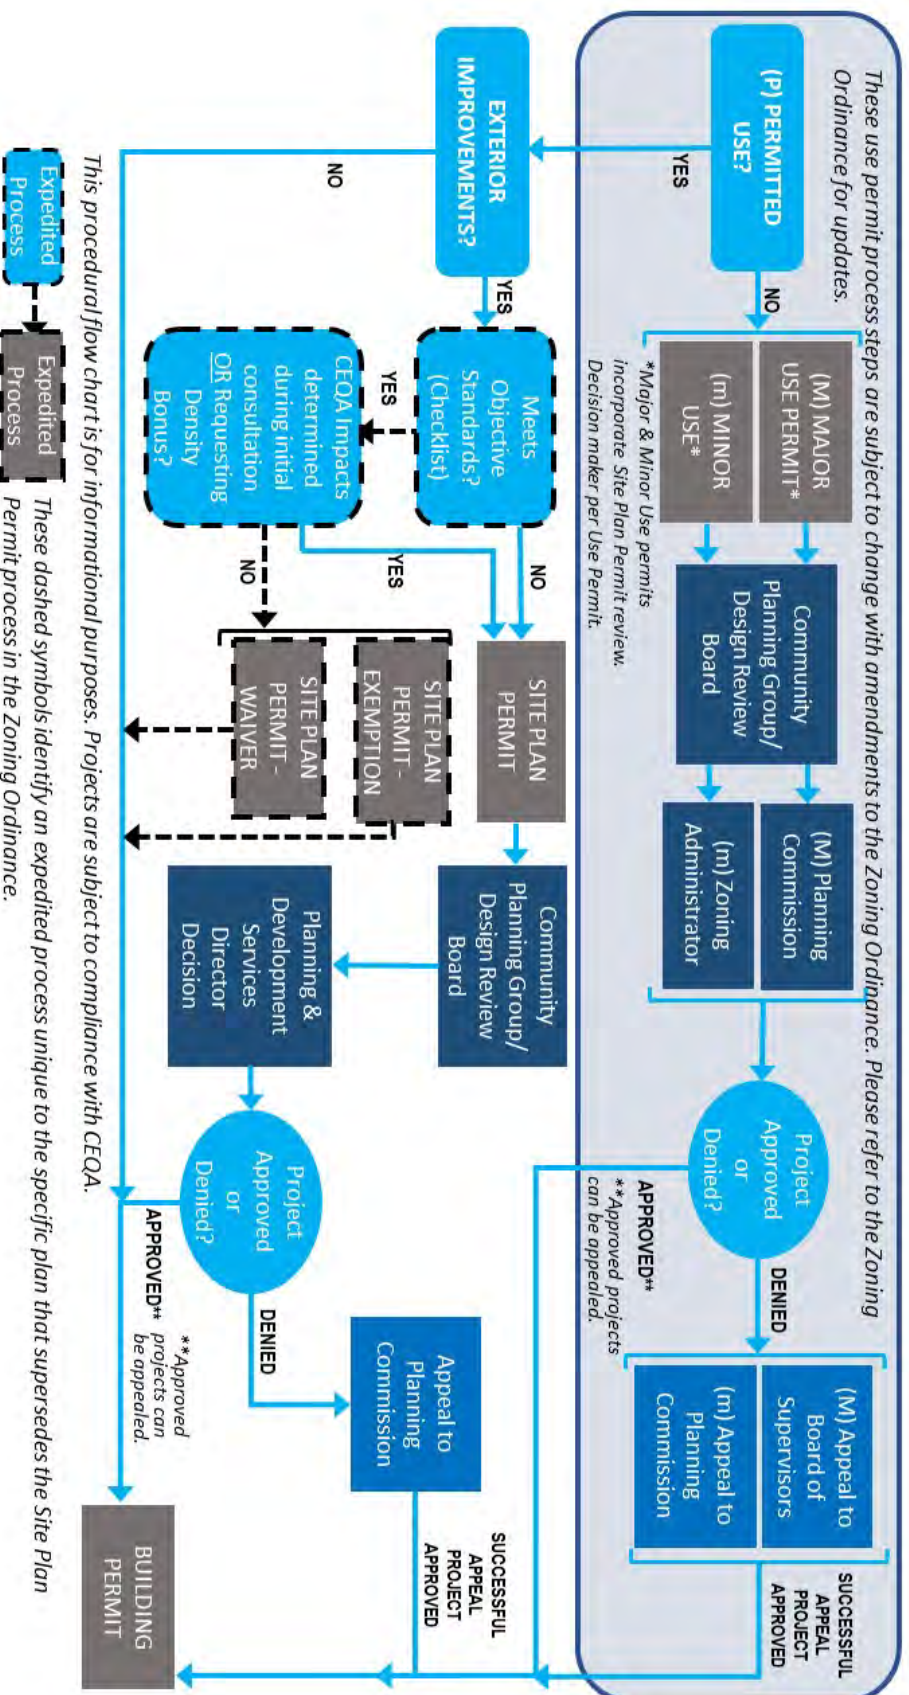 These use permit process steps are subject to change with amendments to the Zoning Ordinance. Please refer to the Zoning
Ordinance for updates.
(P) PERMITTED
USE?
NO
YES
(M) MAJOR
USE PERMIT*
(m) MINOR
USE*
Community
Planning Group/
Design Review
Board
(M) Planning
Commission
(m) Zoning
Administrator
Project
Approved
or
Denied?
DENIED
(M) Appeal to
Board of
Supervisors
(m) Appeal to
Planning
Commission
SUCCESSFUL
APPEAL
PROJECT
APPROVED
*Major & Minor Use permits
incorporate Site Plan Permit review.
Decision maker per Use Permit.
APPROVED**
**Approved projects
can be appealed.
EXTERIOR
IMPROVEMENTS?
YES
NO
Meets
Objective
Standards?
(Checklist)
NO
YES
SITE PLAN
PERMIT
Community
Planning Group/
Design Review
Board
CEQA Impacts
determined
during initial
consultation
OR Requesting
Density
Bonus?
YES
NO
SITE PLAN
PERMIT -
EXEMPTION
SITE PLAN
PERMIT -
WAIVER
Planning &
Development
Services
Director
Decision
Project
Approved
or
Denied?
DENIED
Appeal to
Planning
Commission
SUCCESSFUL
APPEAL
PROJECT
APPROVED
APPROVED**
**Approved
projects can
be appealed.
BUILDING
PERMIT
This procedural flow chart is for informational purposes. Projects are subject to compliance with CEQA.
Expedited
Process
Expedited
Process
These dashed symbols identify an expedited process unique to the specific plan that supersedes the Site Plan
Permit process in the Zoning Ordinance.